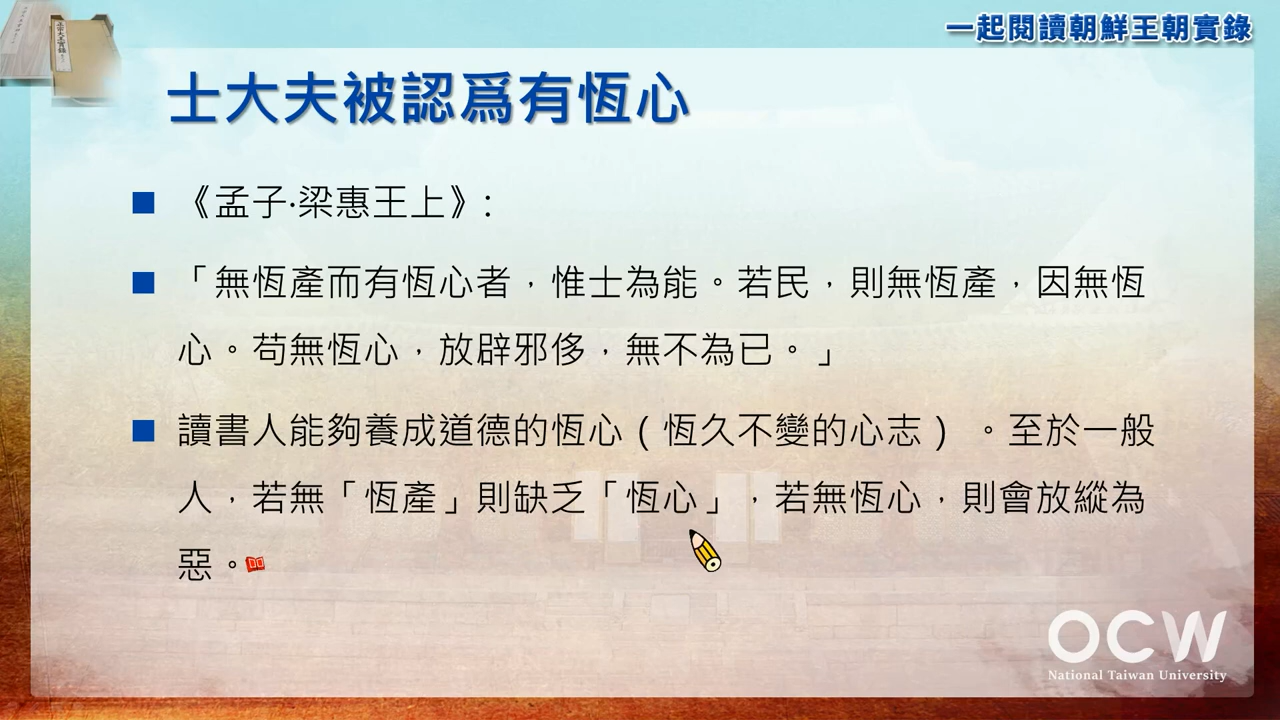 一起閱讀朝鮮王朝實錄
士大夫被認爲有恆心
《孟子·梁惠王上》:
「無恆產而有恆心者，惟士為能。若民，則無恆產，因無恆
心。苟無恆心，放辟邪侈，無不為已。」
讀書人能夠養成道德的恆心（恆久不變的心志） 。至於一般
人，若無「恆產」則缺乏「恆心」，若無恆心，則會放縱為
惡。
OCW
National Taiwan University